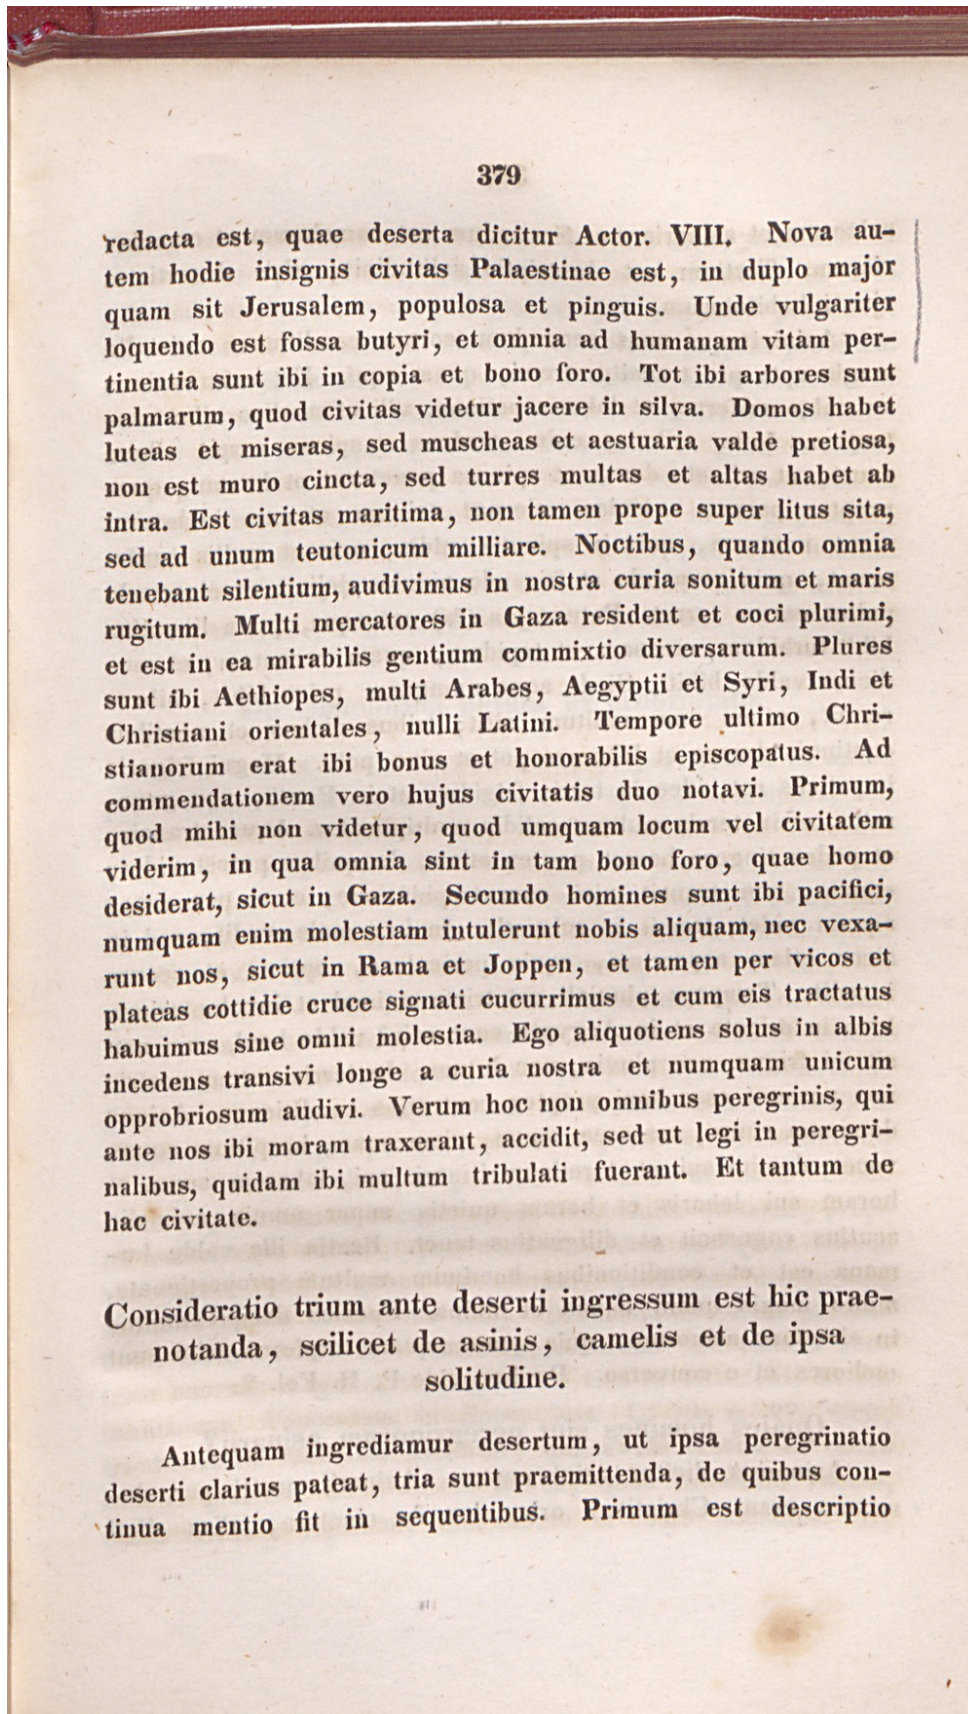 379
redacta est, quae deserta dicitur Actor. VIII. Nova au-
tem hodie insignis civitas Palaestinae est, in duplo major
quam sit Jerusalem, populosa et pinguis. Unde vulgariter
loquendo est fossa butyri, et omnia ad humanam vitam per-
tinentia sunt ibi in copia et bono foro. Tot ibi arbores sunt
palmarum, quod civitas videtur jacere in silva. Domos habet
luteas et miseras, sed muscheas et aestuaria valde pretiosa,
non est muro cincta, sed turres multas et altas habet ab
intra. Est civitas maritima, non tamen prope super litus sita,
sed ad unum teutonicum milliare. Noctibus, quando omnia
tenebant silentium, audivimus in nostra curia sonitum et maris
rugitum. Multi mercatores in Gaza resident et coci plurimi,
et est in ea mirabilis gentium commixtio diversarum. Plures
sunt ibi Aethiopes, multi Arabes, Aegyptii et Syri, Indi et
Christiani orientales, nulli Latini. Tempore ultimo Chri-
stianorum erat ibi bonus et honorabilis episcopatus. Ad
commendationem vero hujus civitatis duo notavi. Primum,
quod mihi non videtur, quod umquam locum vel civitatem
viderim, in qua omnia sint in tam bono foro, quae homo
desiderat, sicut in Gaza. Secundo homines sunt ibi pacifici,
numquam enim molestiam intulerunt nobis aliquam, nec vexa-
runt nos, sicut in Rama et Joppen, et tamen per vicos et
plateas cottidie cruce signati cucurrimus et cum eis tractatus
habuimus sine omni molestia. Ego aliquotiens solus in albis
incedens transivi longe a curia nostra et numquam unicum
opprobriosum audivi. Verum hoc non omnibus peregrinis, qui
ante nos ibi moram traxerant, accidit, sed ut legi in peregri-
nalibus, quidam ibi multum tribulati fuerant. Et tantum de
hac civitate.
Consideratio trium ante deserti ingressum est hic prae-
notanda, scilicet de asinis, camelis et de ipsa
solitudine.
Antequam ingrediamur desertum, ut ipsa peregrinatio
deserti clarius pateat, tria sunt praemittenda, de quibus con-
tinua mentio fit in sequentibus. Primum est descriptio